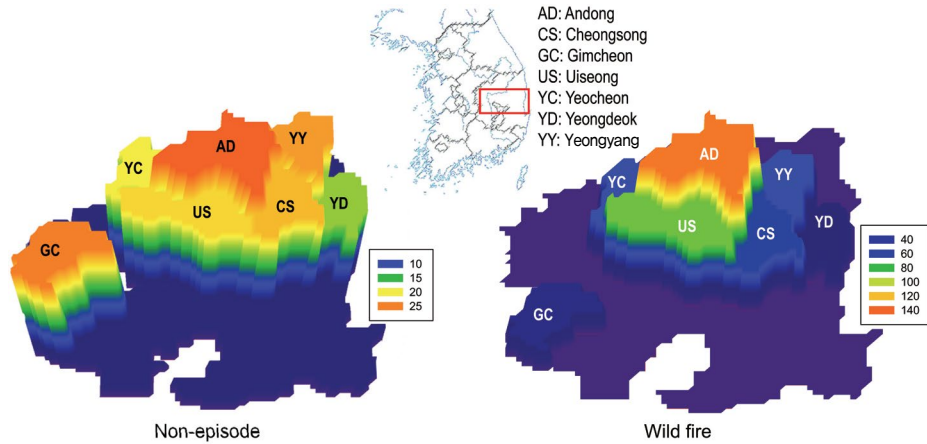 AD: Andong
CS: Cheongsong
GC: Gimcheon
US: Uiseong
YC: Yeocheon
YD: Yeongdeok
YY: Yeongyang
AD
YY
YC
US
CS
YD
GC
10
15
20
25
Non-episode
AD
YC
YY
US
CS
YD
GC
40
60
80
100
120
140
Wild fire